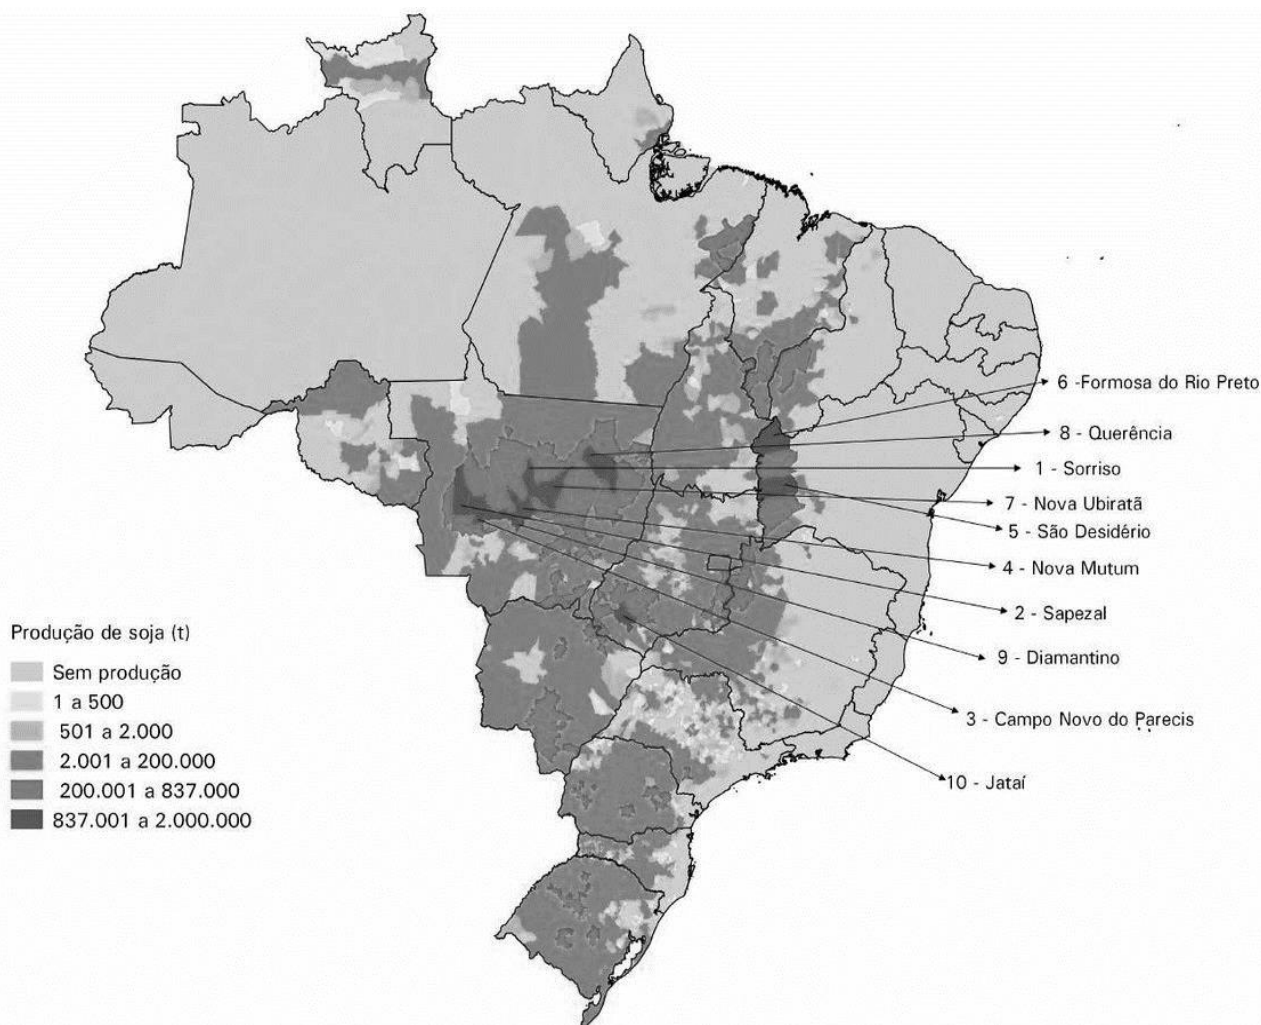 6 -Formosa do Rio Preto
8 - Querência
1 - Sorriso
7 - Nova Ubiratã
5 - São Desidério
4 - Nova Mutum
2 - Sapezal
9 - Diamantino
3 - Campo Novo do Parecis
10 - Jataí
Produção de soja (t)
Sem produção
1 a 500
501 a 2.000
2.001 a 200.000
200.001 a 837.000
837.001 a 2.000.000